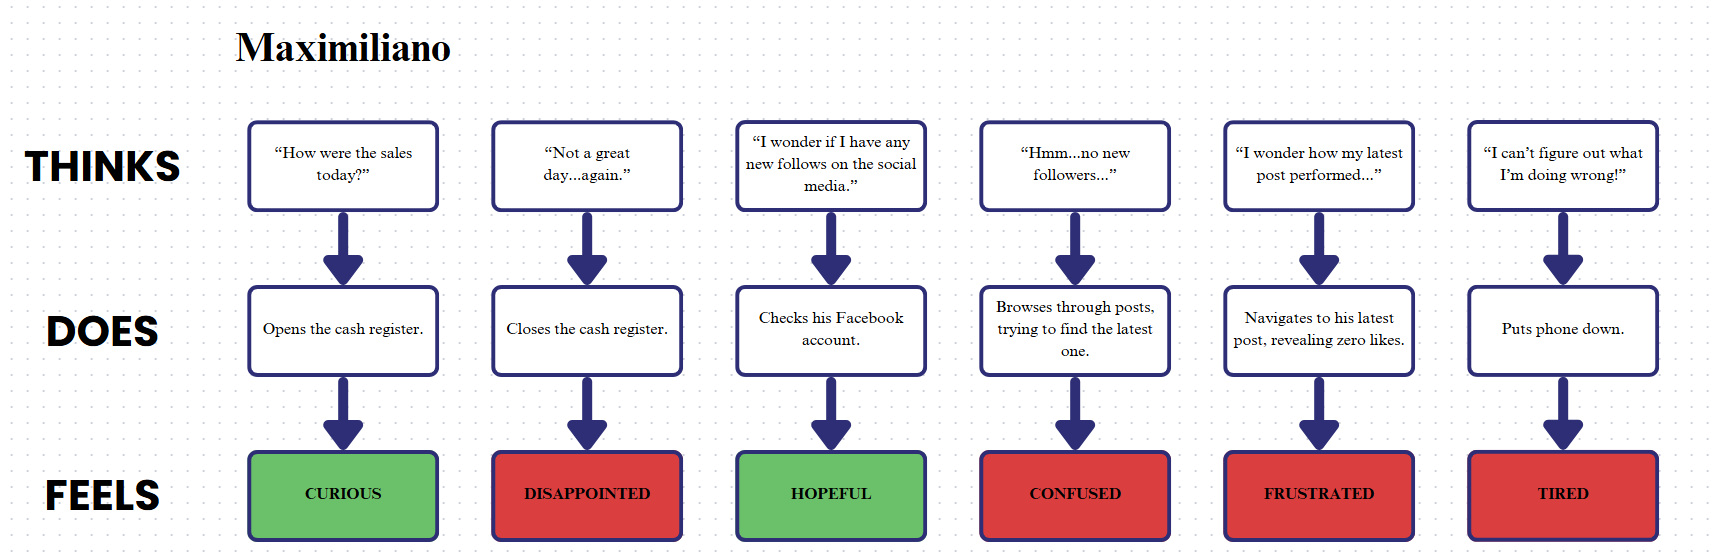 Maximiliano
THINKS
“How were the sales
today?”
“Not a great
day...again.”
“I wonder if I have any
new follows on the social
media.”
“Hmm...no new
followers...”
“I wonder how my latest
post performed...”
“I can’t figure out what
I’m doing wrong!”
DOES
Opens the cash register.
Closes the cash register.
Checks his Facebook
account.
Browses through posts,
trying to find the latest
one.
Navigates to his latest
post, revealing zero likes.
Puts phone down.
FEELS
CURIOUS
DISAPPOINTED
HOPEFUL
CONFUSED
FRUSTRATED
TIRED